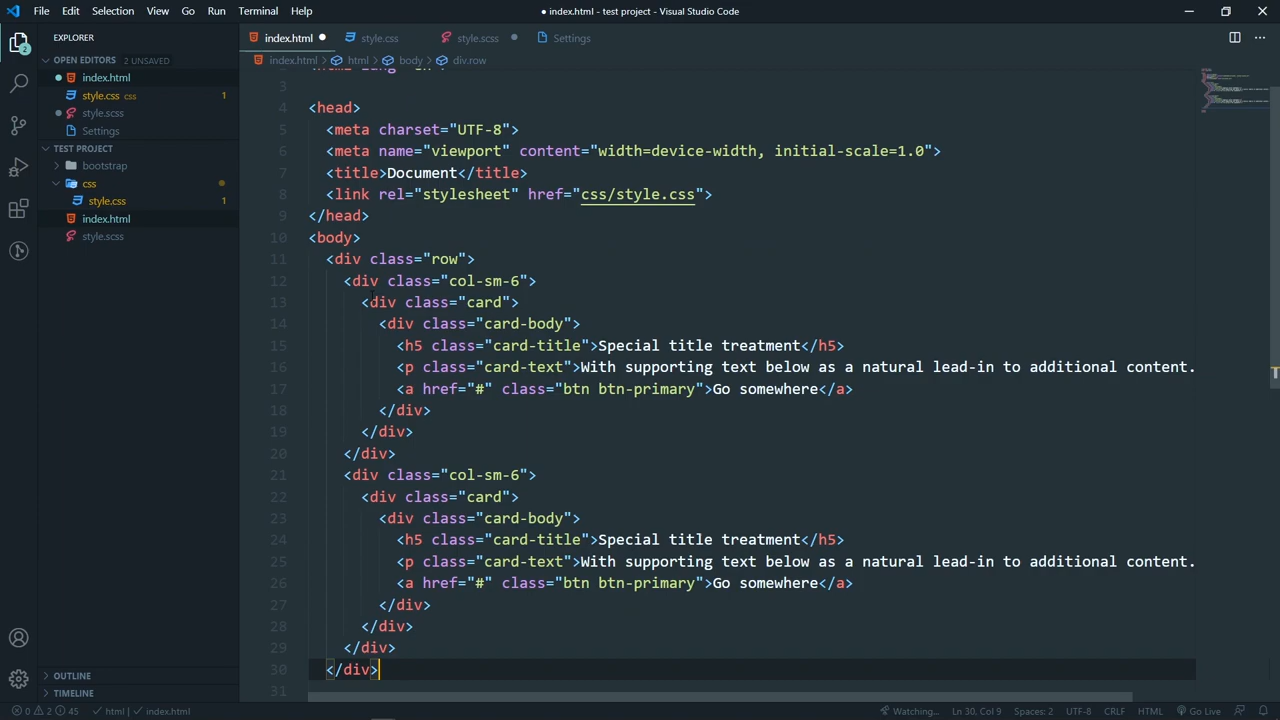 File Edit Selection View Go Run Terminal Help
● index.html - test project - Visual Studio Code
EXPLORER
OPEN EDITORS 2 UNSAVED
index.html
style.css css 1
style.scss
Settings
TEST PROJECT
bootstrap
css
style.css 1
index.html
style.scss
OUTLINE
TIMELINE
2
index.html style.css style.scss Settings
index.html > html > body > div.row
3
4 <head>
5 <meta charset="UTF-8">
6 <meta name="viewport" content="width=device-width, initial-scale=1.0">
7 <title>Document</title>
8 <link rel="stylesheet" href="css/style.css">
9 </head>
10 <body>
11 <div class="row">
12 <div class="col-sm-6">
13 <div class="card">
14 <div class="card-body">
15 <h5 class="card-title">Special title treatment</h5>
16 <p class="card-text">With supporting text below as a natural lead-in to additional content.
17 <a href="#" class="btn btn-primary">Go somewhere</a>
18 </div>
19 </div>
20 </div>
21 <div class="col-sm-6">
22 <div class="card">
23 <div class="card-body">
24 <h5 class="card-title">Special title treatment</h5>
25 <p class="card-text">With supporting text below as a natural lead-in to additional content.
26 <a href="#" class="btn btn-primary">Go somewhere</a>
27 </div>
28 </div>
29 </div>
30 </div>
31
0 2 45 html index.html Watching... Ln 30, Col 9 Spaces: 2 UTF-8 CRLF HTML Go Live